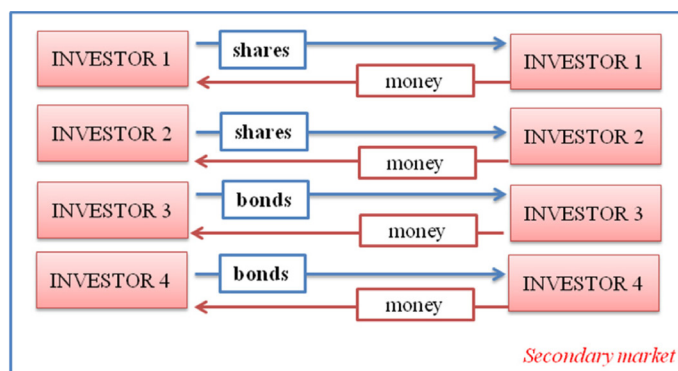 INVESTOR 1
shares
INVESTOR 1
money
INVESTOR 2
shares
INVESTOR 2
money
INVESTOR 3
bonds
INVESTOR 3
money
INVESTOR 4
bonds
INVESTOR 4
money
Secondary market